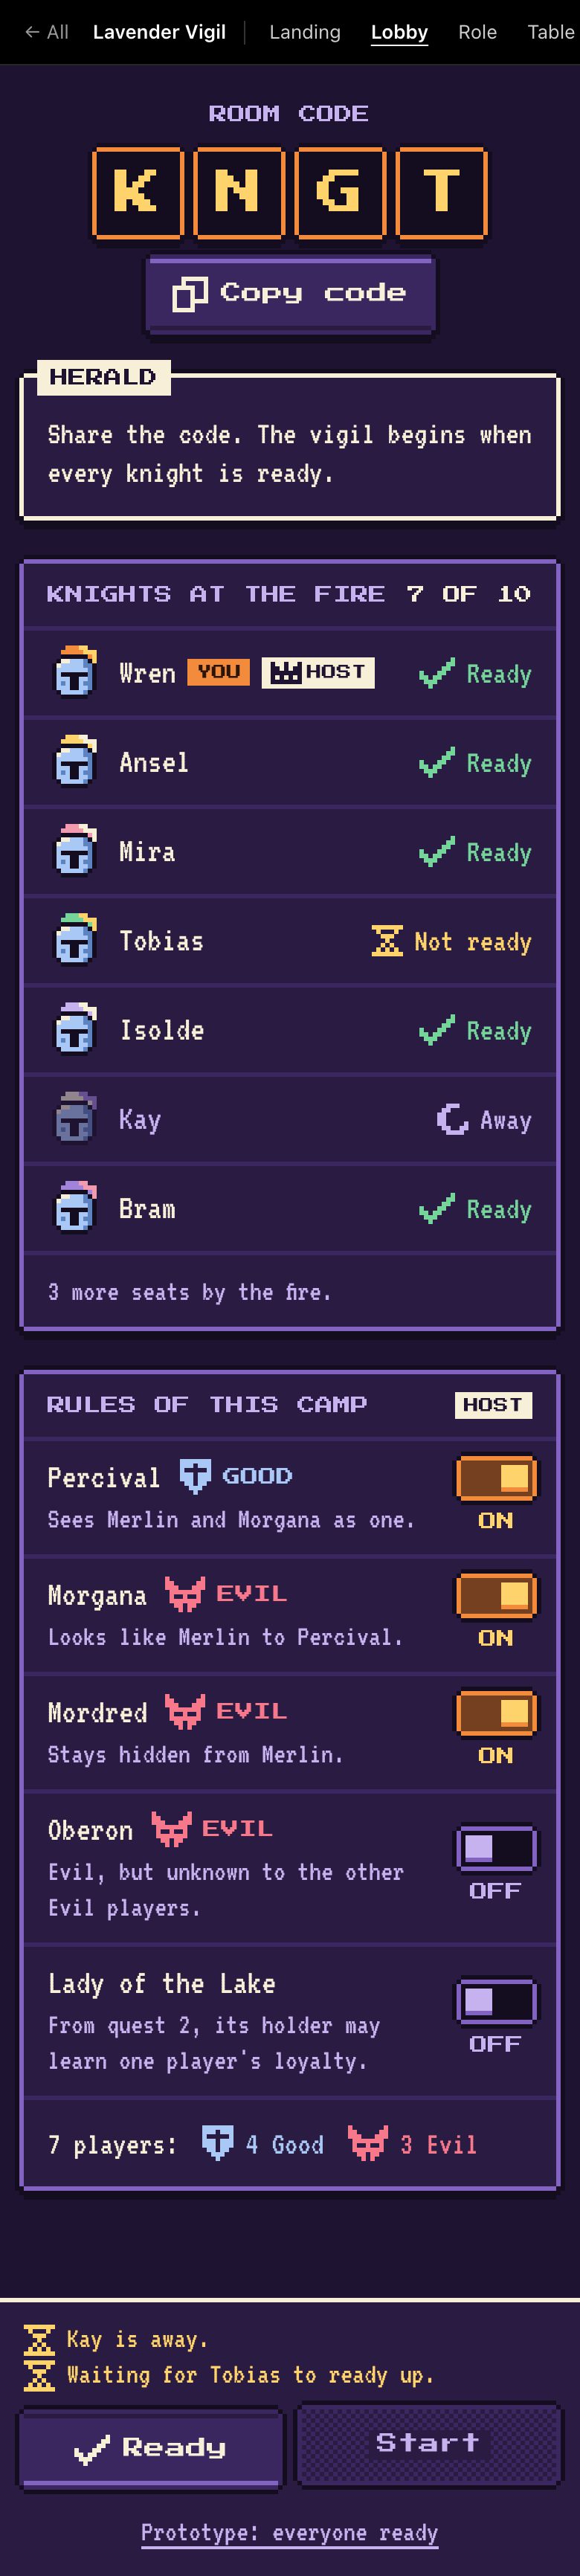 ← All Lavender Vigil Landing Lobby Role Table
ROOM CODE
K N G T
Copy code
HERALD
Share the code. The vigil begins when
every knight is ready.
KNIGHTS AT THE FIRE 7 OF 10
Wren YOU HOST Ready
Ansel Ready
Mira Ready
Tobias Not ready
Isolde Ready
Kay Away
Bram Ready
3 more seats by the fire.
RULES OF THIS CAMP HOST
Percival GOOD
Sees Merlin and Morgana as one.
ON
Morgana EVIL
Looks like Merlin to Percival.
ON
Mordred EVIL
Stays hidden from Merlin.
ON
Oberon EVIL
Evil, but unknown to the other
Evil players.
OFF
Lady of the Lake
From quest 2, its holder may
learn one player's loyalty.
OFF
7 players: 4 Good 3 Evil
Kay is away.
Waiting for Tobias to ready up.
Ready Start
Prototype: everyone ready